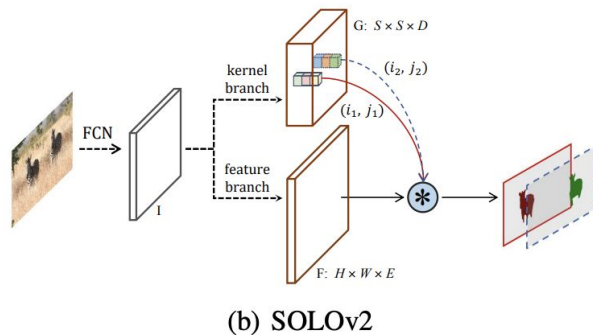 G: S × S × D
kernel
branch
(i₂, j₂)
(i₁, j₁)
FCN
feature
branch
I
*
F: H × W × E
(b) SOLOv2